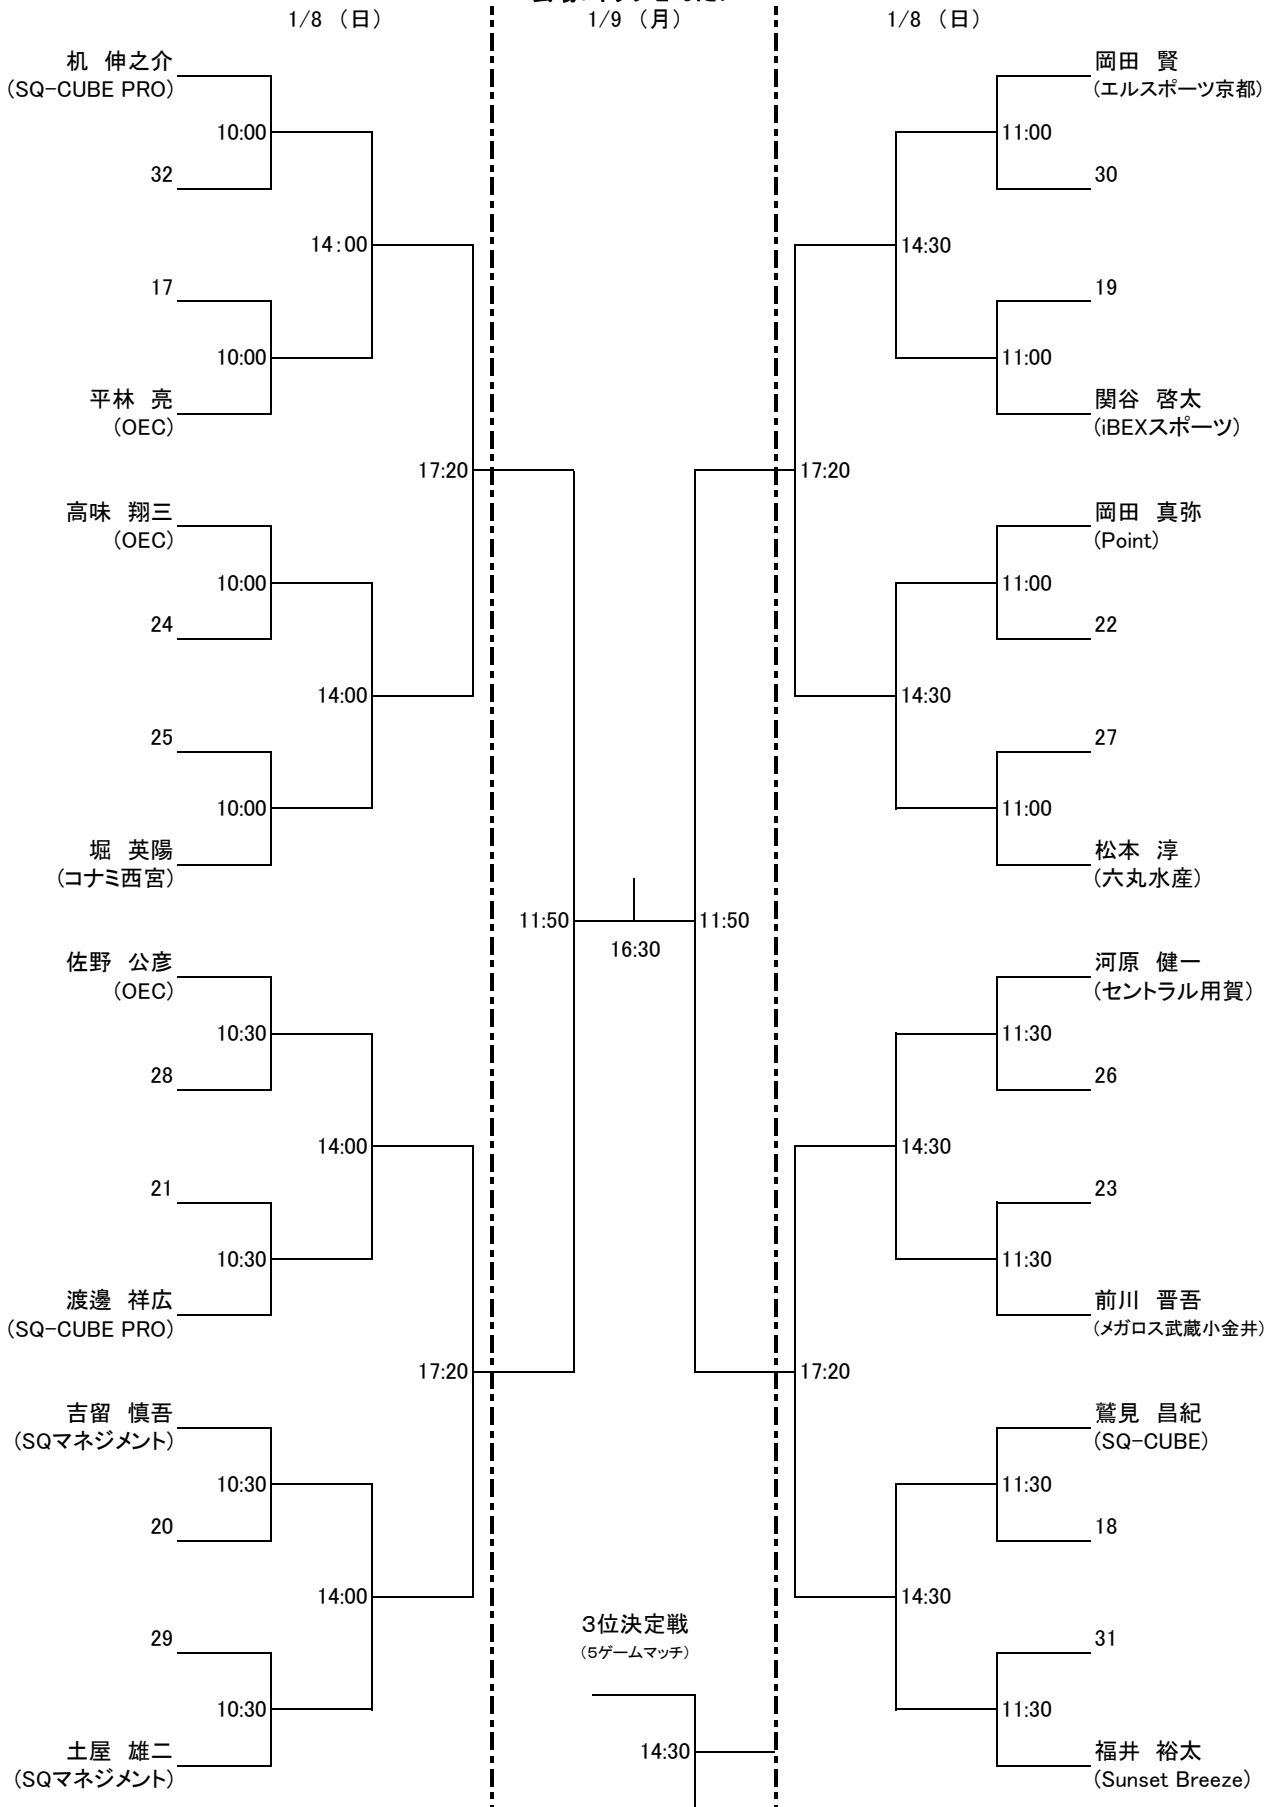 1/8 (日)
1/9 (月)
1/8 (日)
机 伸之介
(SQ-CUBE PRO)
10:00
32
14:00
17
10:00
平林 亮
(OEC)
17:20
高味 翔三
(OEC)
10:00
24
14:00
25
10:00
堀 英陽
(コナミ西宮)
11:50
佐野 公彦
(OEC)
10:30
28
14:00
21
10:30
渡邊 祥広
(SQ-CUBE PRO)
17:20
吉留 慎吾
(SQマネジメント)
10:30
20
14:00
29
10:30
土屋 雄二
(SQマネジメント)
16:30
3位決定戦
(5ゲームマッチ)
14:30
岡田 賢
(エルスポーツ京都)
11:00
30
14:30
19
11:00
関谷 啓太
(iBEXスポーツ)
17:20
岡田 真弥
(Point)
11:00
22
14:30
27
11:00
松本 淳
(六丸水産)
11:50
河原 健一
(セントラル用賀)
11:30
26
14:30
23
11:30
前川 晋吾
(メガロス武蔵小金井)
17:20
鷲見 昌紀
(SQ-CUBE)
11:30
18
14:30
31
11:30
福井 裕太
(Sunset Breeze)